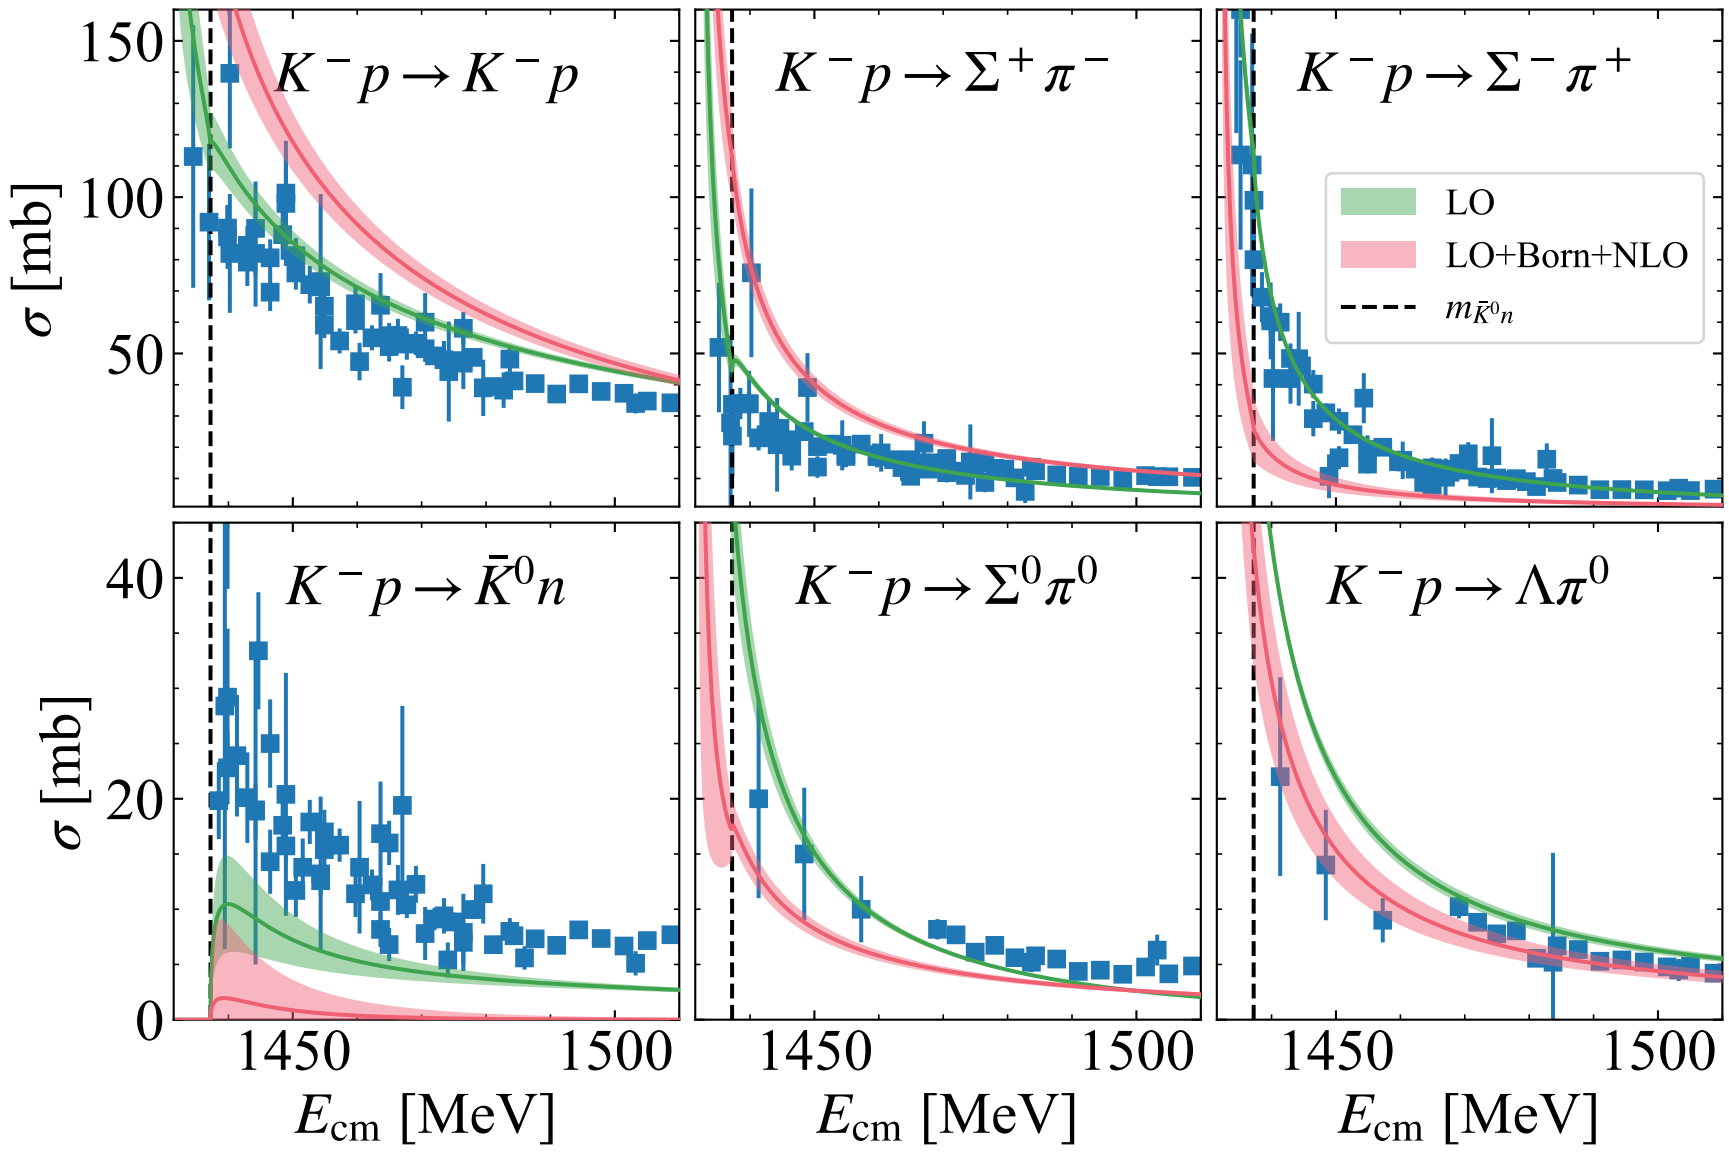 150
100
50
σ [mb]
K⁻p → K⁻p
K⁻p → Σ⁺π⁻
K⁻p → Σ⁻π⁺
LO
LO+Born+NLO
m_{K̄⁰n}
40
20
0
σ [mb]
K⁻p → K̄⁰n
K⁻p → Σ⁰π⁰
K⁻p → Λπ⁰
1450 1500 1450 1500 1450 1500
E_cm [MeV] E_cm [MeV] E_cm [MeV]